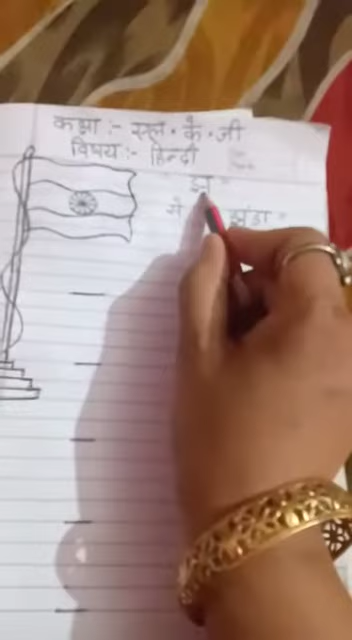 कक्षा :- एल. के. जी
विषय :- हिन्दी
" झ "
से झंडा "